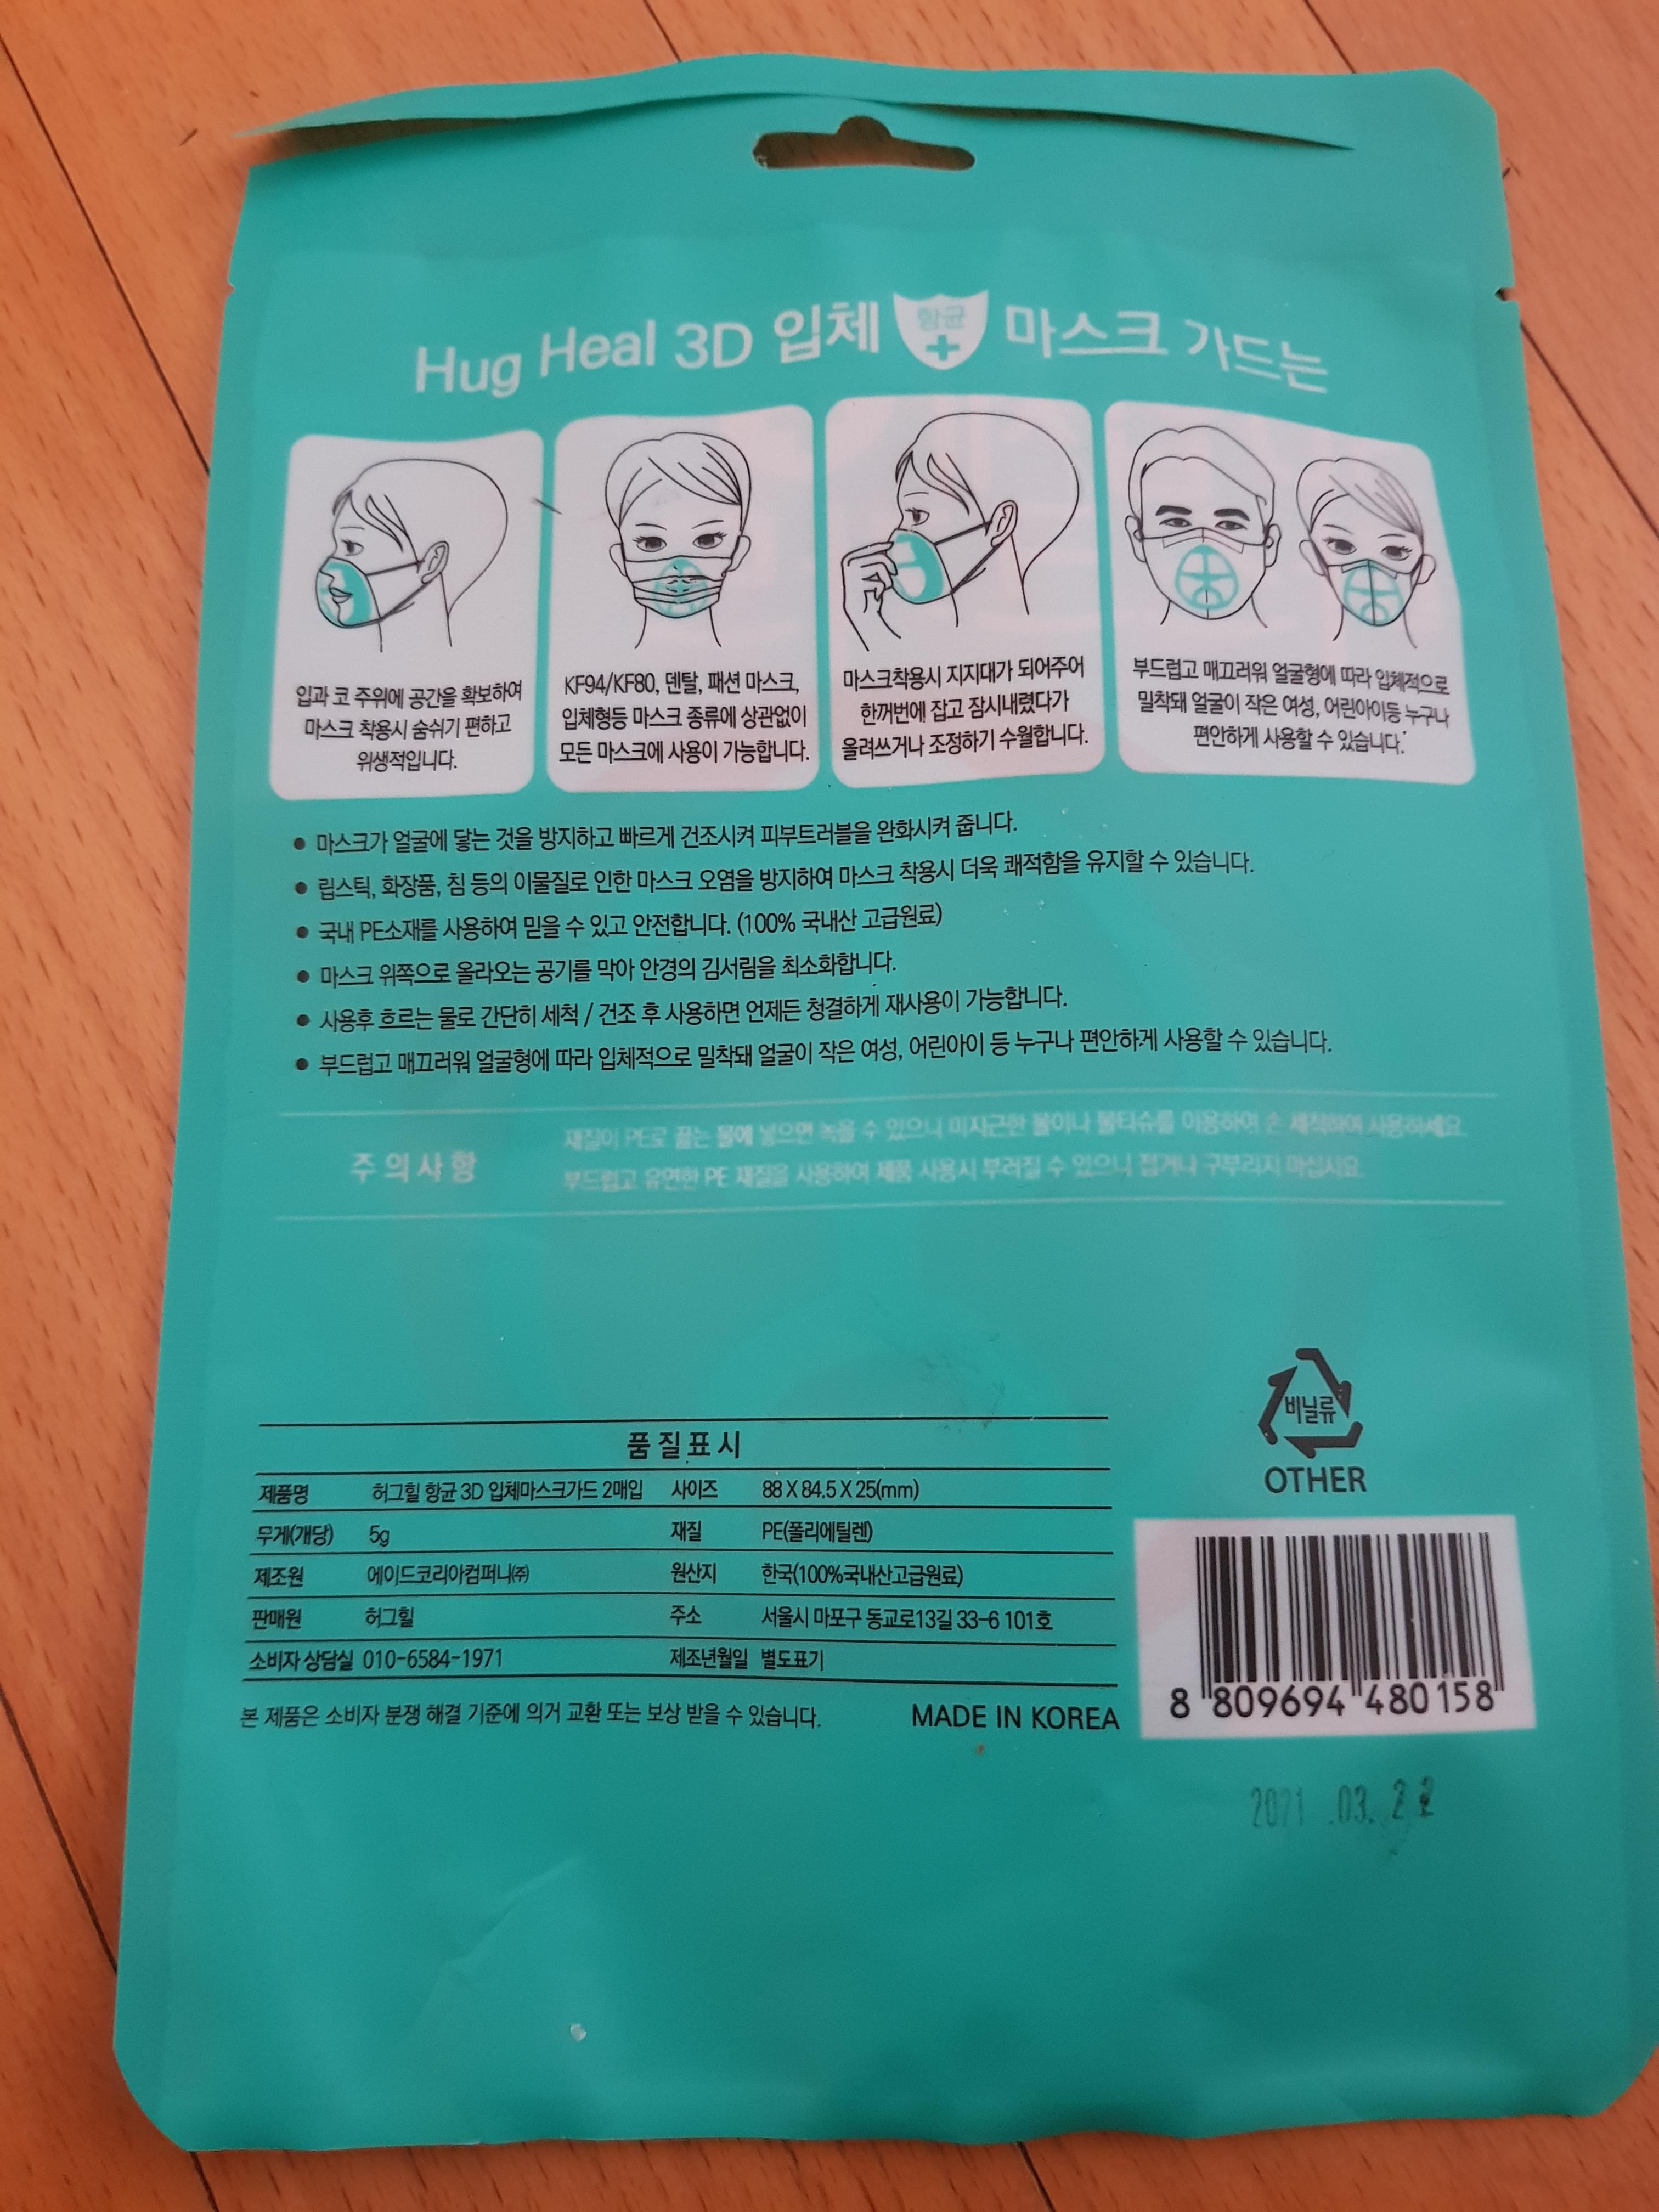 Hug Heal 3D 입체 항균 마스크 가드는
입과 코 주위에 공간을 확보하여
마스크 착용시 숨쉬기 편하고
위생적입니다.
KF94/KF80, 덴탈, 패션 마스크,
입체형등 마스크 종류에 상관없이
모든 마스크에 사용이 가능합니다.
마스크착용시 지지대가 되어주어
한꺼번에 잡고 잠시내렸다가
올려쓰거나 조정하기 수월합니다.
부드럽고 매끄러워 얼굴형에 따라 입체적으로
밀착돼 얼굴이 작은 여성, 어린아이등 누구나
편안하게 사용할 수 있습니다.
• 마스크가 얼굴에 닿는 것을 방지하고 빠르게 건조시켜 피부트러블을 완화시켜 줍니다.
• 립스틱, 화장품, 침 등의 이물질로 인한 마스크 오염을 방지하여 마스크 착용시 더욱 쾌적함을 유지할 수 있습니다.
• 국내 PE소재를 사용하여 믿을 수 있고 안전합니다. (100% 국내산 고급원료)
• 마스크 위쪽으로 올라오는 공기를 막아 안경의 김서림을 최소화합니다.
• 사용후 흐르는 물로 간단히 세척 / 건조 후 사용하면 언제든 청결하게 재사용이 가능합니다.
• 부드럽고 매끄러워 얼굴형에 따라 입체적으로 밀착돼 얼굴이 작은 여성, 어린아이 등 누구나 편안하게 사용할 수 있습니다.
주의사항
재질이 PE로 끓는 물에 넣으면 녹을 수 있으니 미지근한 물이나 물티슈를 이용하여 손 세척하여 사용하세요.
부드럽고 유연한 PE 재질을 사용하여 제품 사용시 부러질 수 있으니 접거나 구부리지 마십시요.
비닐류
OTHER
품질표시
제품명 허그힐 항균 3D 입체마스크가드 2매입 사이즈 88 X 84.5 X 25(mm)
무게(개당) 5g 재질 PE(폴리에틸렌)
제조원 에이드코리아컴퍼니㈜ 원산지 한국(100%국내산고급원료)
판매원 허그힐 주소 서울시 마포구 동교로13길 33-6 101호
소비자 상담실 010-6584-1971 제조년월일 별도표기
본 제품은 소비자 분쟁 해결 기준에 의거 교환 또는 보상 받을 수 있습니다. MADE IN KOREA
8 809694 480158
2021 .03. 22